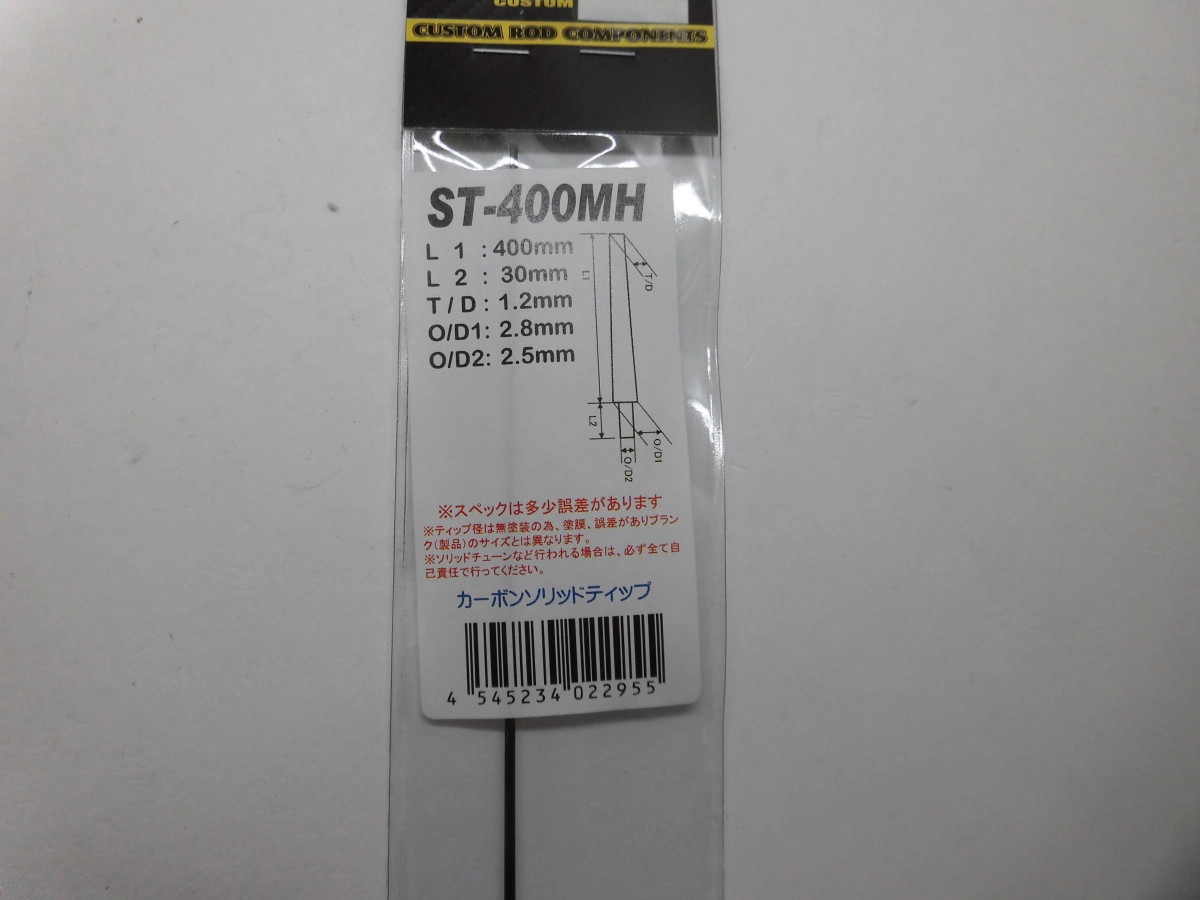 CUSTOM
CUSTOM ROD COMPONENTS
ST-400MH
L 1 : 400mm
L 2 : 30mm
T/D : 1.2mm
O/D1: 2.8mm
O/D2: 2.5mm
L1
T/D
L2
O/D1
O/D2
※スペックは多少誤差があります
※ティップ径は無塗装の為、塗膜、誤差がありブラン
ク(製品)のサイズとは異なります。
※ソリッドチューンなど行われる場合は、必ず全て自
己責任で行ってください。
カーボンソリッドティップ
4 545234 022955